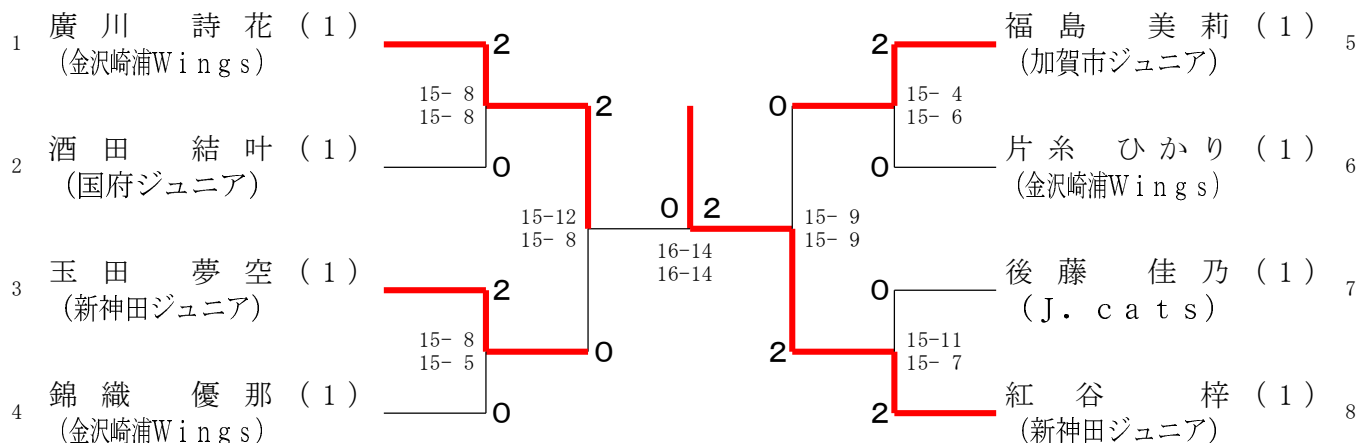 1 廣川 詩花 (1)
(金沢崎浦Wings)
2
15- 8
15- 8
2
2 酒田 結叶 (1)
(国府ジュニア)
0
15-12
15- 8
3 玉田 夢空 (1)
(新神田ジュニア)
2
15- 8
15- 5
0
4 錦織 優那 (1)
(金沢崎浦Wings)
0
0 2
16-14
16-14
福島 美莉 (1) 5
(加賀市ジュニア)
2
0
15- 4
15- 6
片糸 ひかり (1) 6
(金沢崎浦Wings)
0
15- 9
15- 9
後藤 佳乃 (1) 7
(J. cats)
0
2
15-11
15- 7
紅谷 梓 (1) 8
(新神田ジュニア)
2